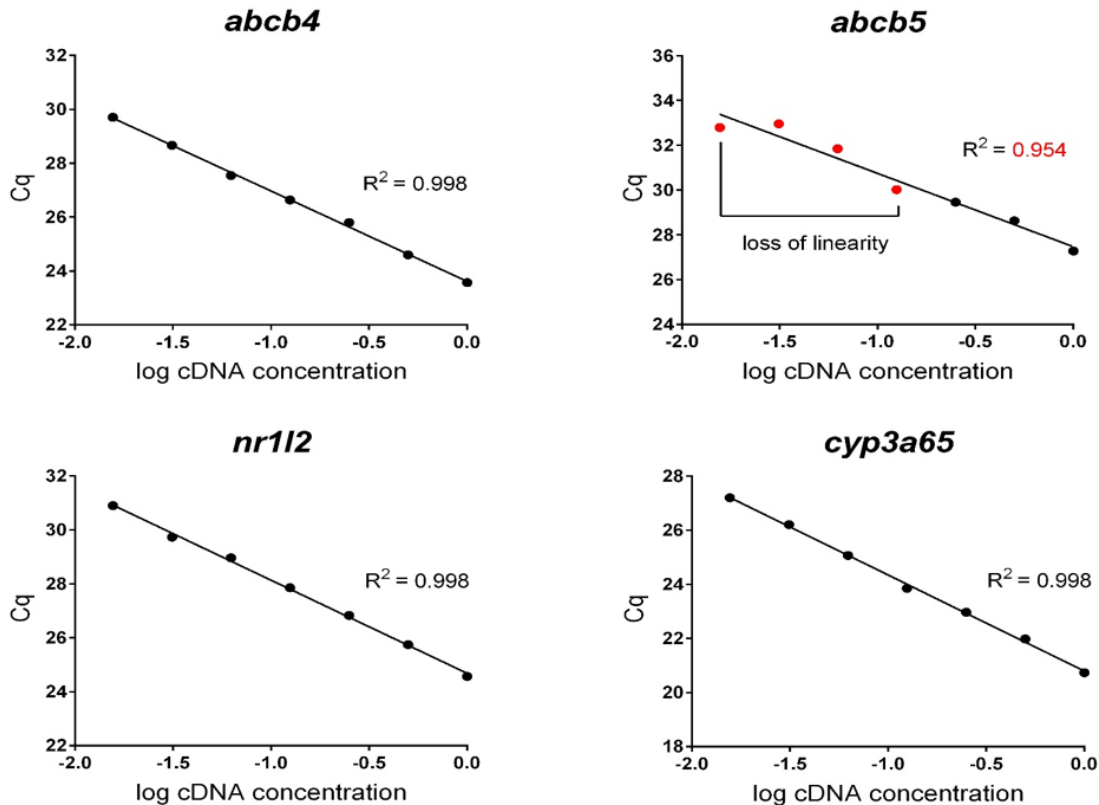 abcb4
32
30
28
26
24
22
Cq
R² = 0.998
-2.0 -1.5 -1.0 -0.5 0.0
log cDNA concentration
abcb5
36
34
32
30
28
26
24
Cq
R² = 0.954
loss of linearity
-2.0 -1.5 -1.0 -0.5 0.0
log cDNA concentration
nr1l2
32
30
28
26
24
22
Cq
R² = 0.998
-2.0 -1.5 -1.0 -0.5 0.0
log cDNA concentration
cyp3a65
28
26
24
22
20
18
Cq
R² = 0.998
-2.0 -1.5 -1.0 -0.5 0.0
log cDNA concentration